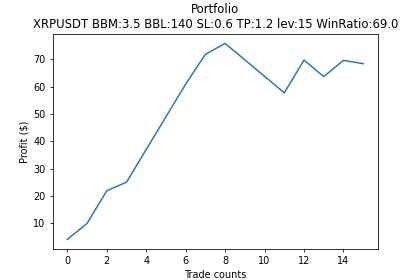 Portfolio
XRPUSDT BBM:3.5 BBL:140 SL:0.6 TP:1.2 lev:15 WinRatio:69.0
70
60
50
40
30
20
10
Profit ($)
0 2 4 6 8 10 12 14
Trade counts